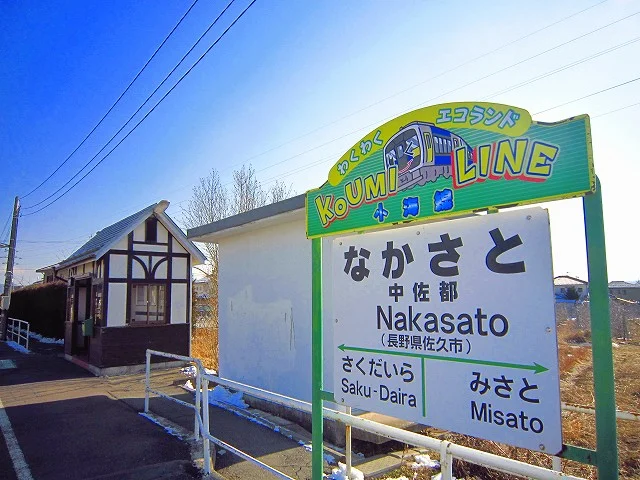 わくわく エコランド
KOUMI LINE
小海線
なかさと
中佐都
Nakasato
(長野県佐久市)
さくだいら
Saku-Daira
みさと
Misato